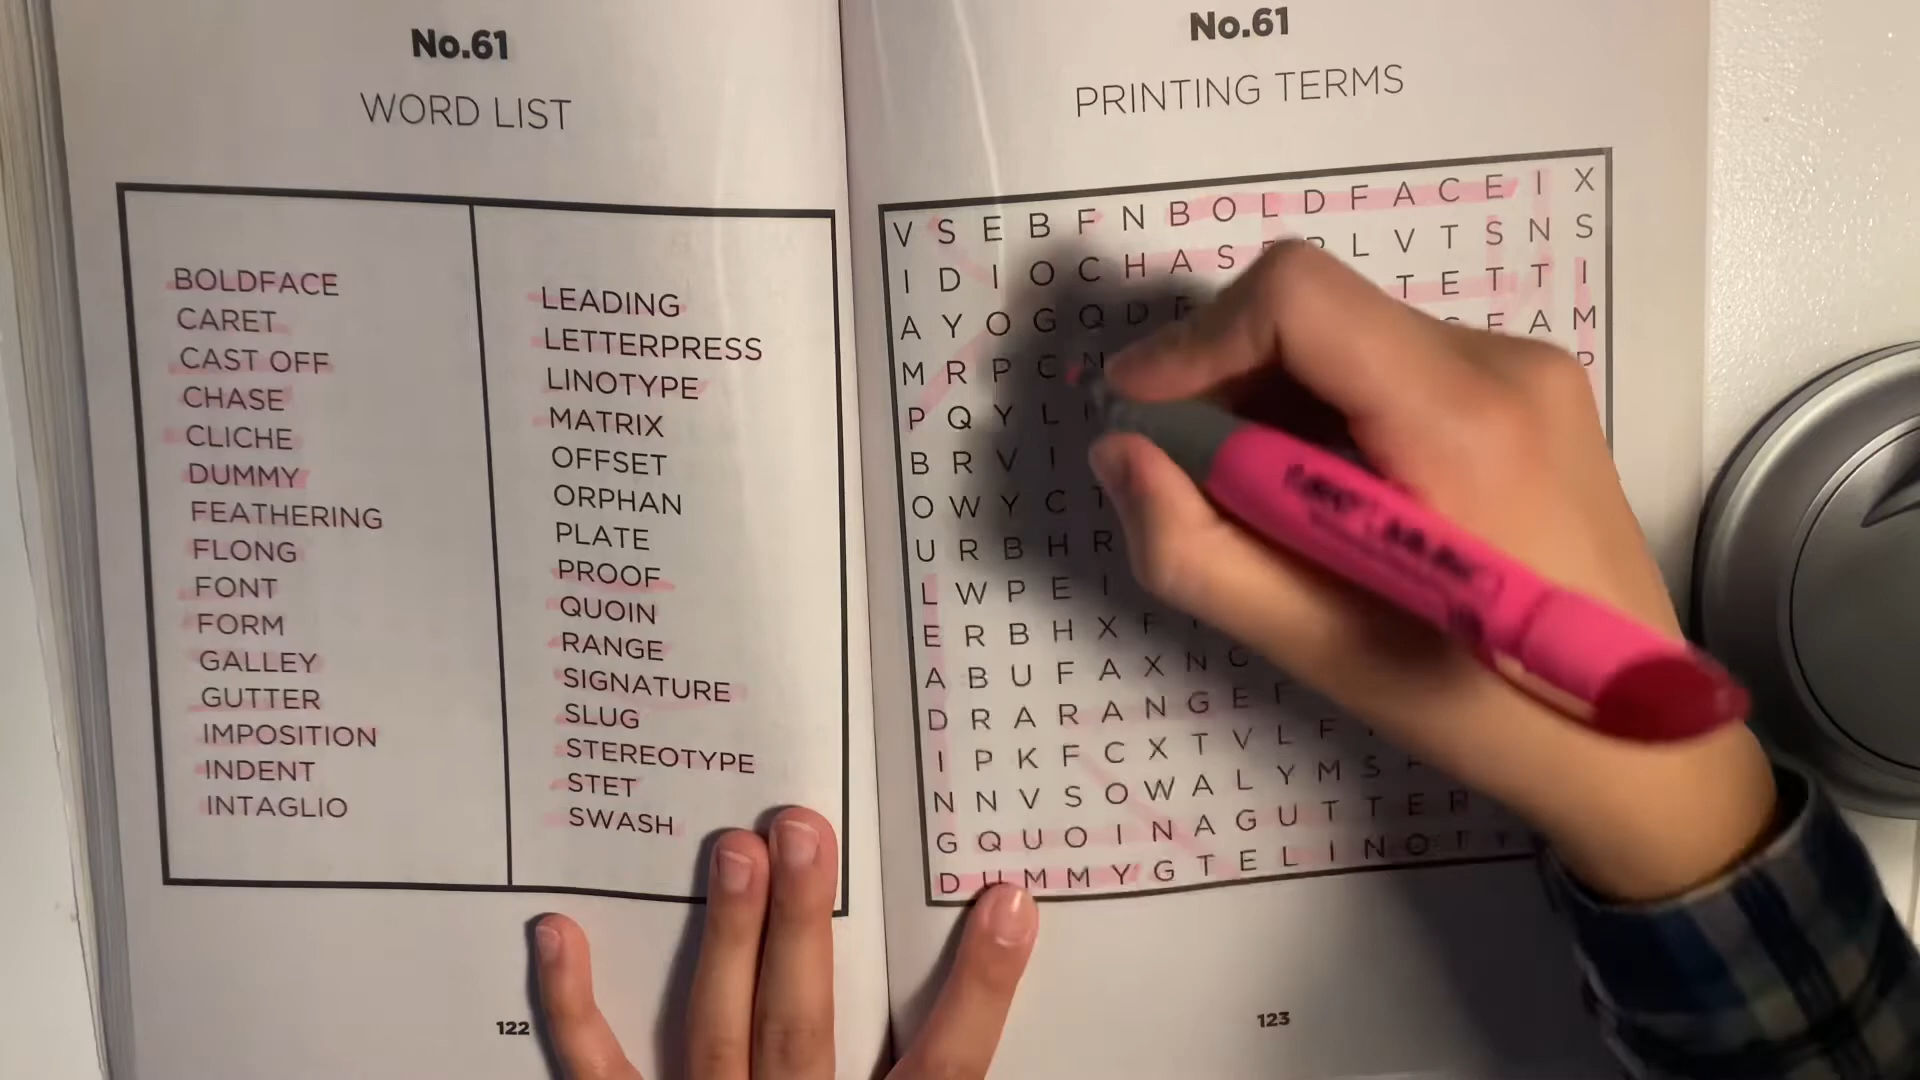 No.61
WORD LIST
BOLDFACE
CARET
CAST OFF
CHASE
CLICHE
DUMMY
FEATHERING
FLONG
FONT
FORM
GALLEY
GUTTER
IMPOSITION
INDENT
INTAGLIO
LEADING
LETTERPRESS
LINOTYPE
MATRIX
OFFSET
ORPHAN
PLATE
PROOF
QUOIN
RANGE
SIGNATURE
SLUG
STEREOTYPE
STET
SWASH
122
No.61
PRINTING TERMS
V S E B F N B O L D F A C E I X
I D I O C H A S L V T S N S
A Y O G Q D T E T T I
M R P C N E A M
P Q Y L
B R V I
O W Y C T
U R B H R
L W P E I
E R B H X F
A B U F A X N C
D R A R A N G E
I P K F C X T V L F
N N V S O W A L Y M S
G Q U O I N A G U T T E R
D U M M Y G T E L I N O T Y
123